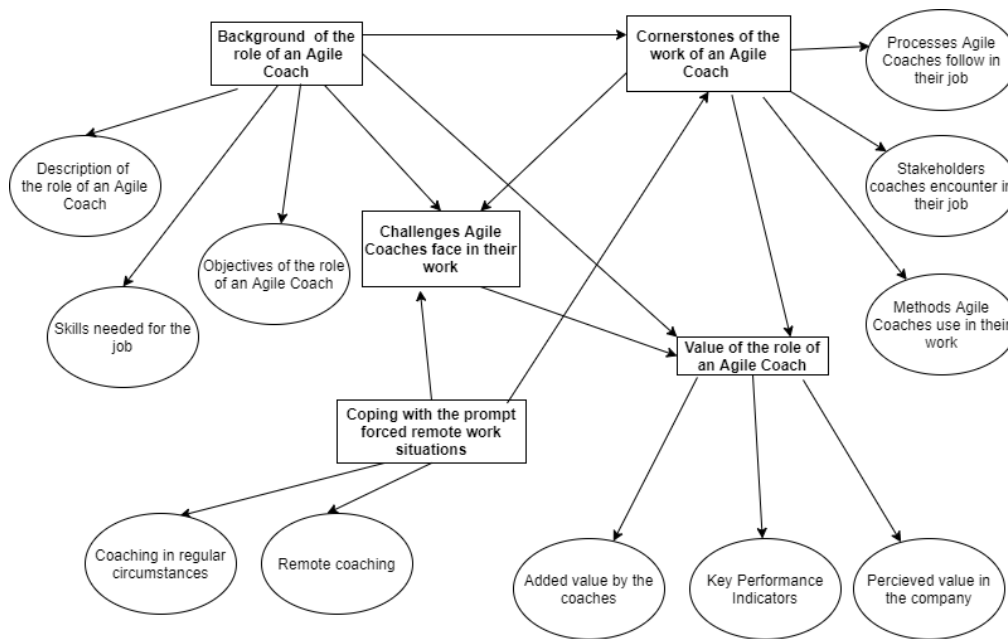 Background of the
role of an Agile
Coach
Cornerstones of the
work of an Agile
Coach
Processes Agile
Coaches follow in
their job
Description of
the role of an Agile
Coach
Stakeholders
coaches encounter in
their job
Challenges Agile
Coaches face in their
work
Objectives of the role
of an Agile Coach
Skills needed for the
job
Methods Agile
Coaches use in their
work
Value of the role of
an Agile Coach
Coping with the prompt
forced remote work
situations
Coaching in regular
circumstances
Remote coaching
Added value by the
coaches
Key Performance
Indicators
Percieved value in
the company